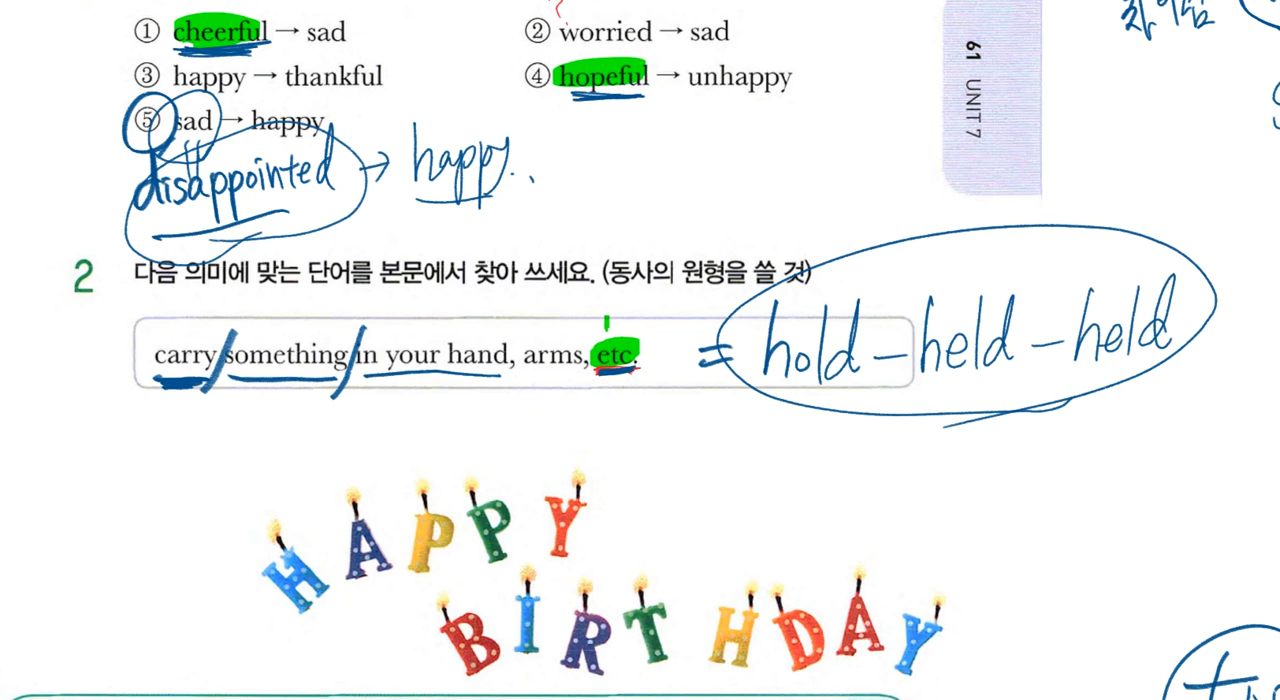 ① cheerful → sad ② worried → sad
③ happy → thankful ④ hopeful → unhappy
⑤ sad → happy
disappointed → happy..
61 UNIT 7
2 다음 의미에 맞는 단어를 본문에서 찾아 쓰세요. (동사의 원형을 쓸 것)
carry/something/in your hand, arms, etc. = hold – held – held
HAPPY
BIRTHDAY